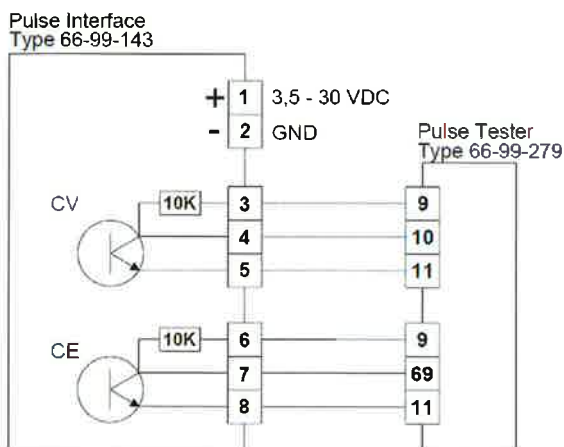 Pulse Interface
Type 66-99-143
+ 1 3,5 - 30 VDC
- 2 GND
Pulse Tester
Type 66-99-279
CV 10K 3 9
4 10
5 11
CE 10K 6 9
7 69
8 11